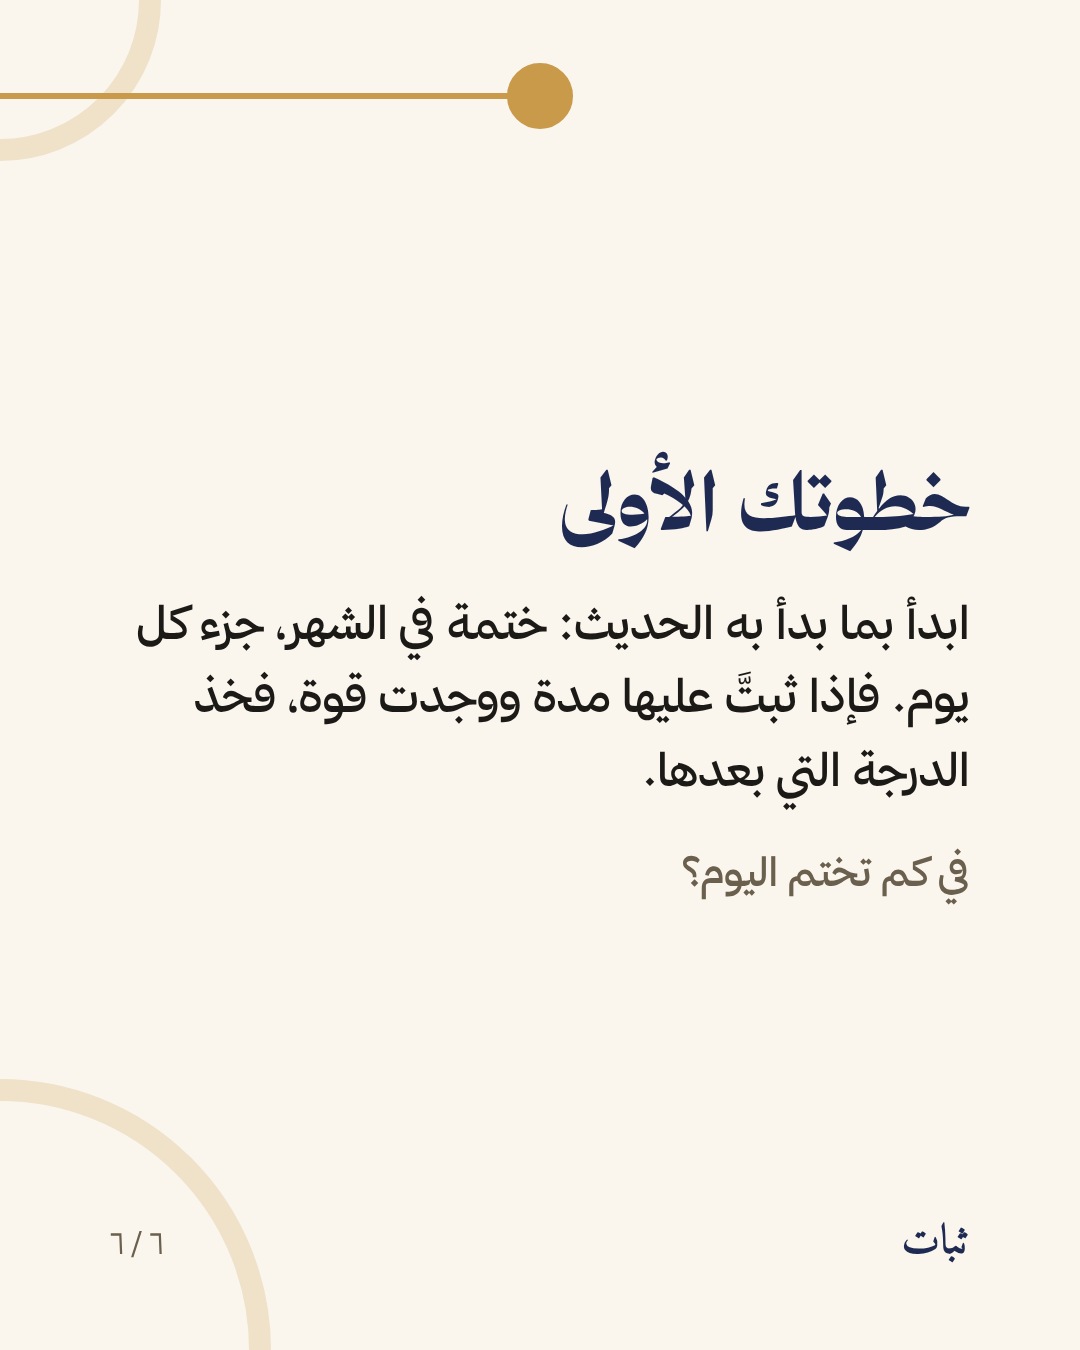 خطوتك الأولى
ابدأ بما بدأ به الحديث: ختمة في الشهر، جزء كل
يوم. فإذا ثبتَّ عليها مدة ووجدت قوة، فخذ
الدرجة التي بعدها.
في كم تختم اليوم؟
ثبات
٦ / ٦